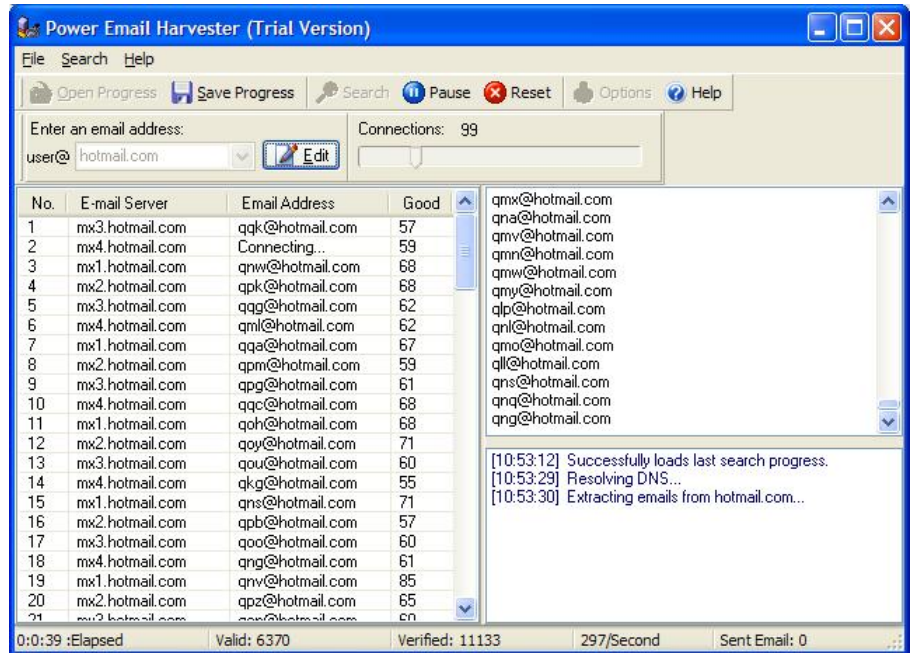 Power Email Harvester (Trial Version)
File Search Help
Open Progress Save Progress Search Pause Reset Options Help
Enter an email address:
user@ hotmail.com Edit
Connections: 99
No. E-mail Server Email Address Good
1 mx3.hotmail.com qqk@hotmail.com 57
2 mx4.hotmail.com Connecting... 59
3 mx1.hotmail.com qnw@hotmail.com 68
4 mx2.hotmail.com qpk@hotmail.com 68
5 mx3.hotmail.com qqg@hotmail.com 62
6 mx4.hotmail.com qml@hotmail.com 62
7 mx1.hotmail.com qqa@hotmail.com 67
8 mx2.hotmail.com qpm@hotmail.com 59
9 mx3.hotmail.com qpg@hotmail.com 61
10 mx4.hotmail.com qqc@hotmail.com 68
11 mx1.hotmail.com qoh@hotmail.com 68
12 mx2.hotmail.com qoy@hotmail.com 71
13 mx3.hotmail.com qou@hotmail.com 60
14 mx4.hotmail.com qkg@hotmail.com 55
15 mx1.hotmail.com qns@hotmail.com 71
16 mx2.hotmail.com qpb@hotmail.com 57
17 mx3.hotmail.com qoo@hotmail.com 60
18 mx4.hotmail.com qng@hotmail.com 61
19 mx1.hotmail.com qnv@hotmail.com 85
20 mx2.hotmail.com qpz@hotmail.com 65
qmx@hotmail.com
qna@hotmail.com
qmv@hotmail.com
qmn@hotmail.com
qmw@hotmail.com
qmy@hotmail.com
qlp@hotmail.com
qnl@hotmail.com
qmo@hotmail.com
qll@hotmail.com
qns@hotmail.com
qnq@hotmail.com
qng@hotmail.com
[10:53:12] Successfully loads last search progress.
[10:53:29] Resolving DNS...
[10:53:30] Extracting emails from hotmail.com...
0:0:39 :Elapsed Valid: 6370 Verified: 11133 297/Second Sent Email: 0